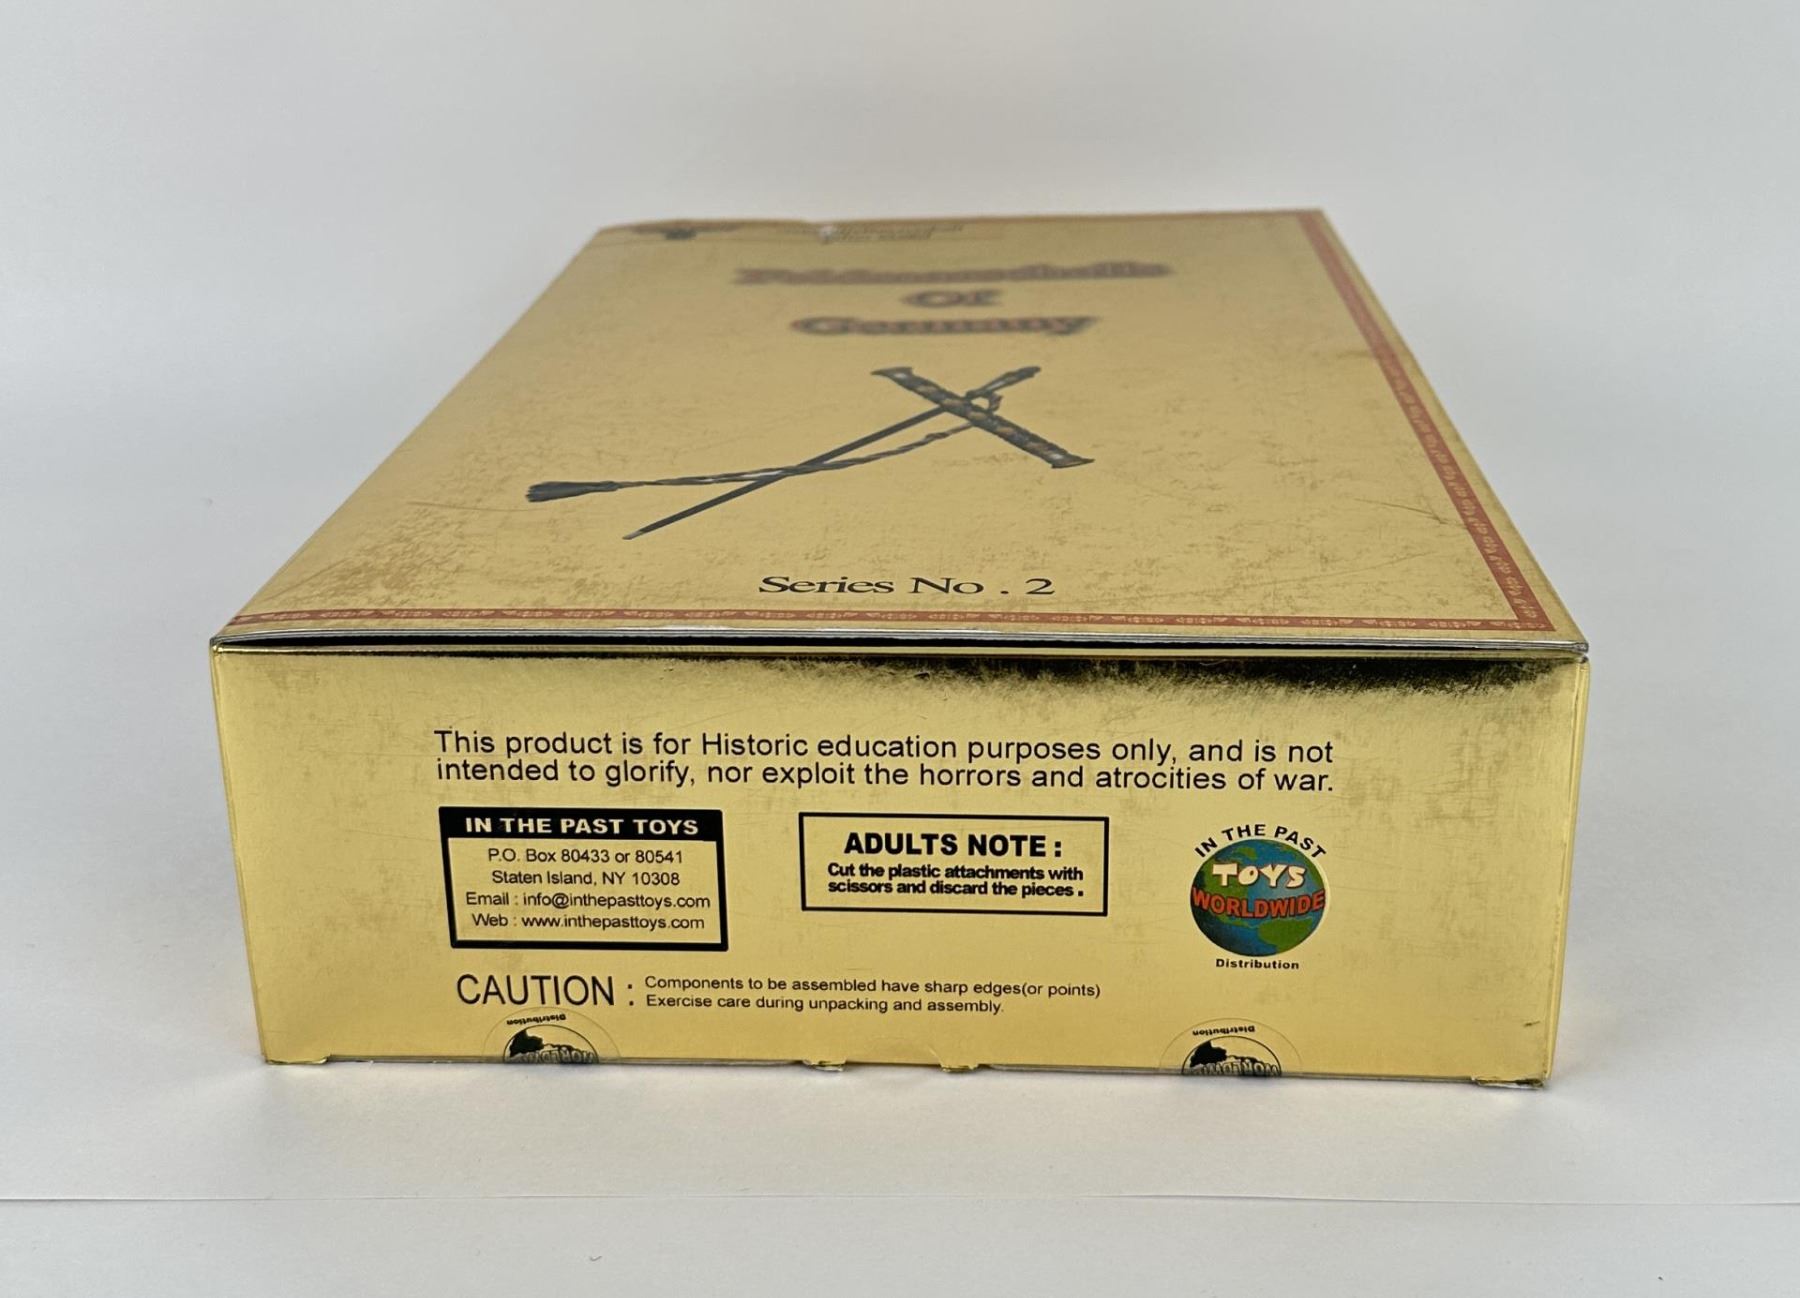 Feldmarschalls
Of
Germany
Series No . 2
This product is for Historic education purposes only, and is not
intended to glorify, nor exploit the horrors and atrocities of war.
IN THE PAST TOYS
P.O. Box 80433 or 80541
Staten Island, NY 10308
Email : info@inthepasttoys.com
Web : www.inthepasttoys.com
ADULTS NOTE :
Cut the plastic attachments with
scissors and discard the pieces .
IN THE PAST
TOYS
WORLDWIDE
Distribution
CAUTION : Components to be assembled have sharp edges(or points)
Exercise care during unpacking and assembly.
Distribution
WORLDWIDE
Distribution
WORLDWIDE